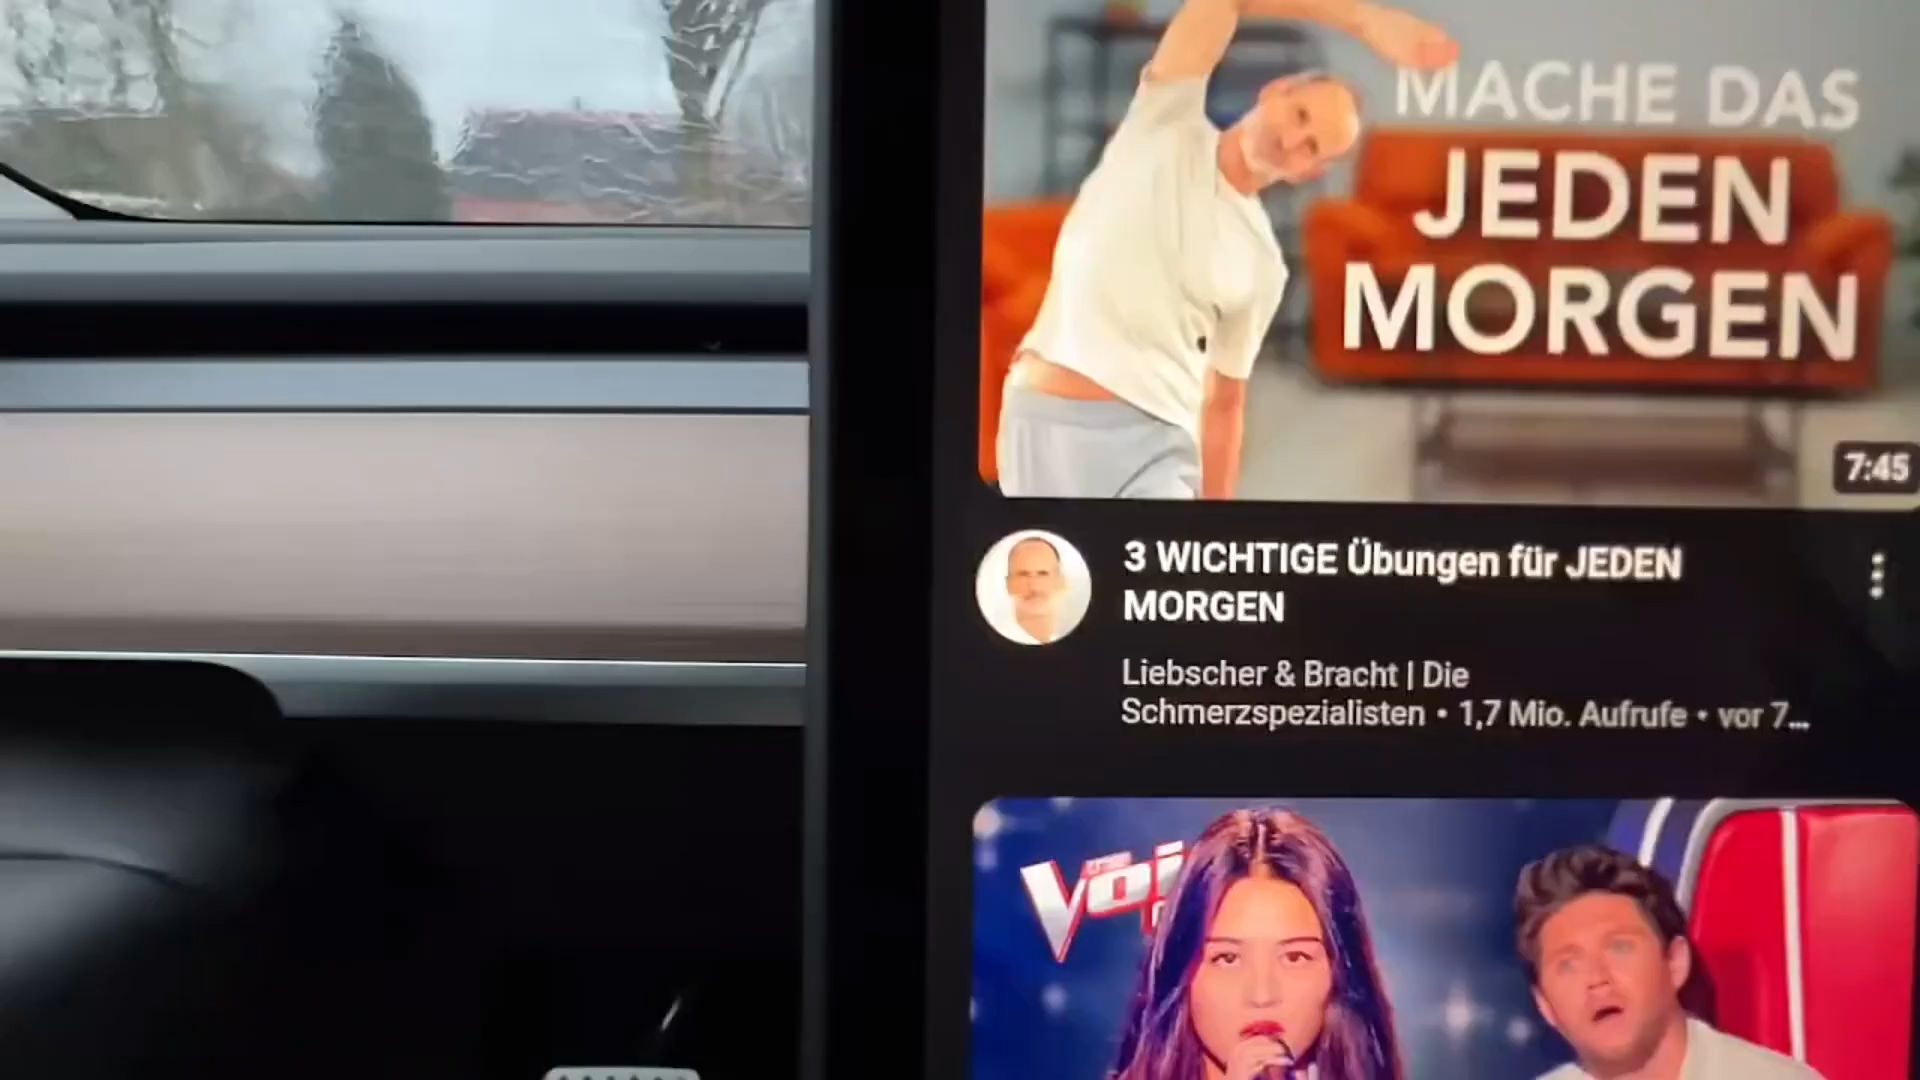 MACHE DAS
JEDEN
MORGEN
7:45
3 WICHTIGE Übungen für JEDEN
MORGEN
Liebscher & Bracht | Die
Schmerzspezialisten • 1,7 Mio. Aufrufe • vor 7...
Voi